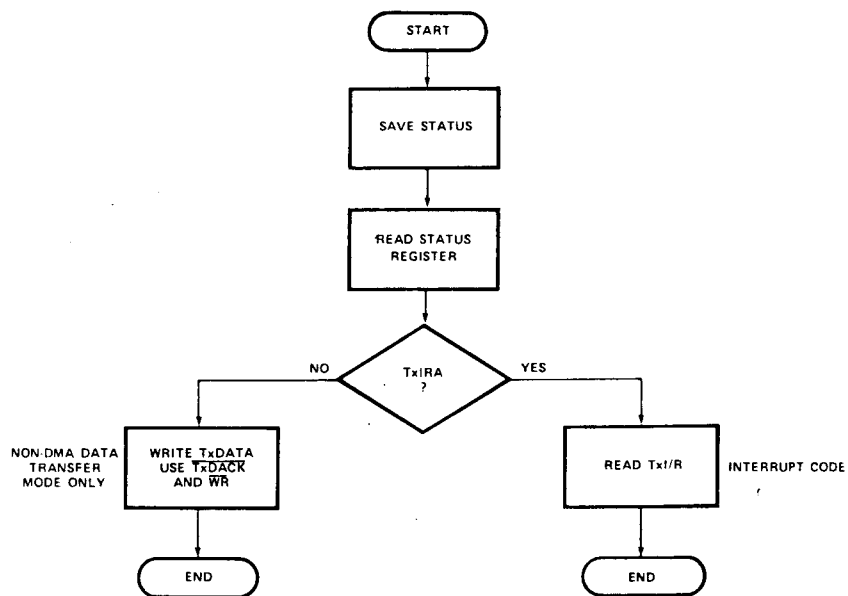 START
SAVE STATUS
READ STATUS
REGISTER
TxIRA
?
NO
YES
NON-DMA DATA
TRANSFER
MODE ONLY
WRITE TxDATA
USE TxDACK
AND WR
READ TxI/R
INTERRUPT CODE
END
END